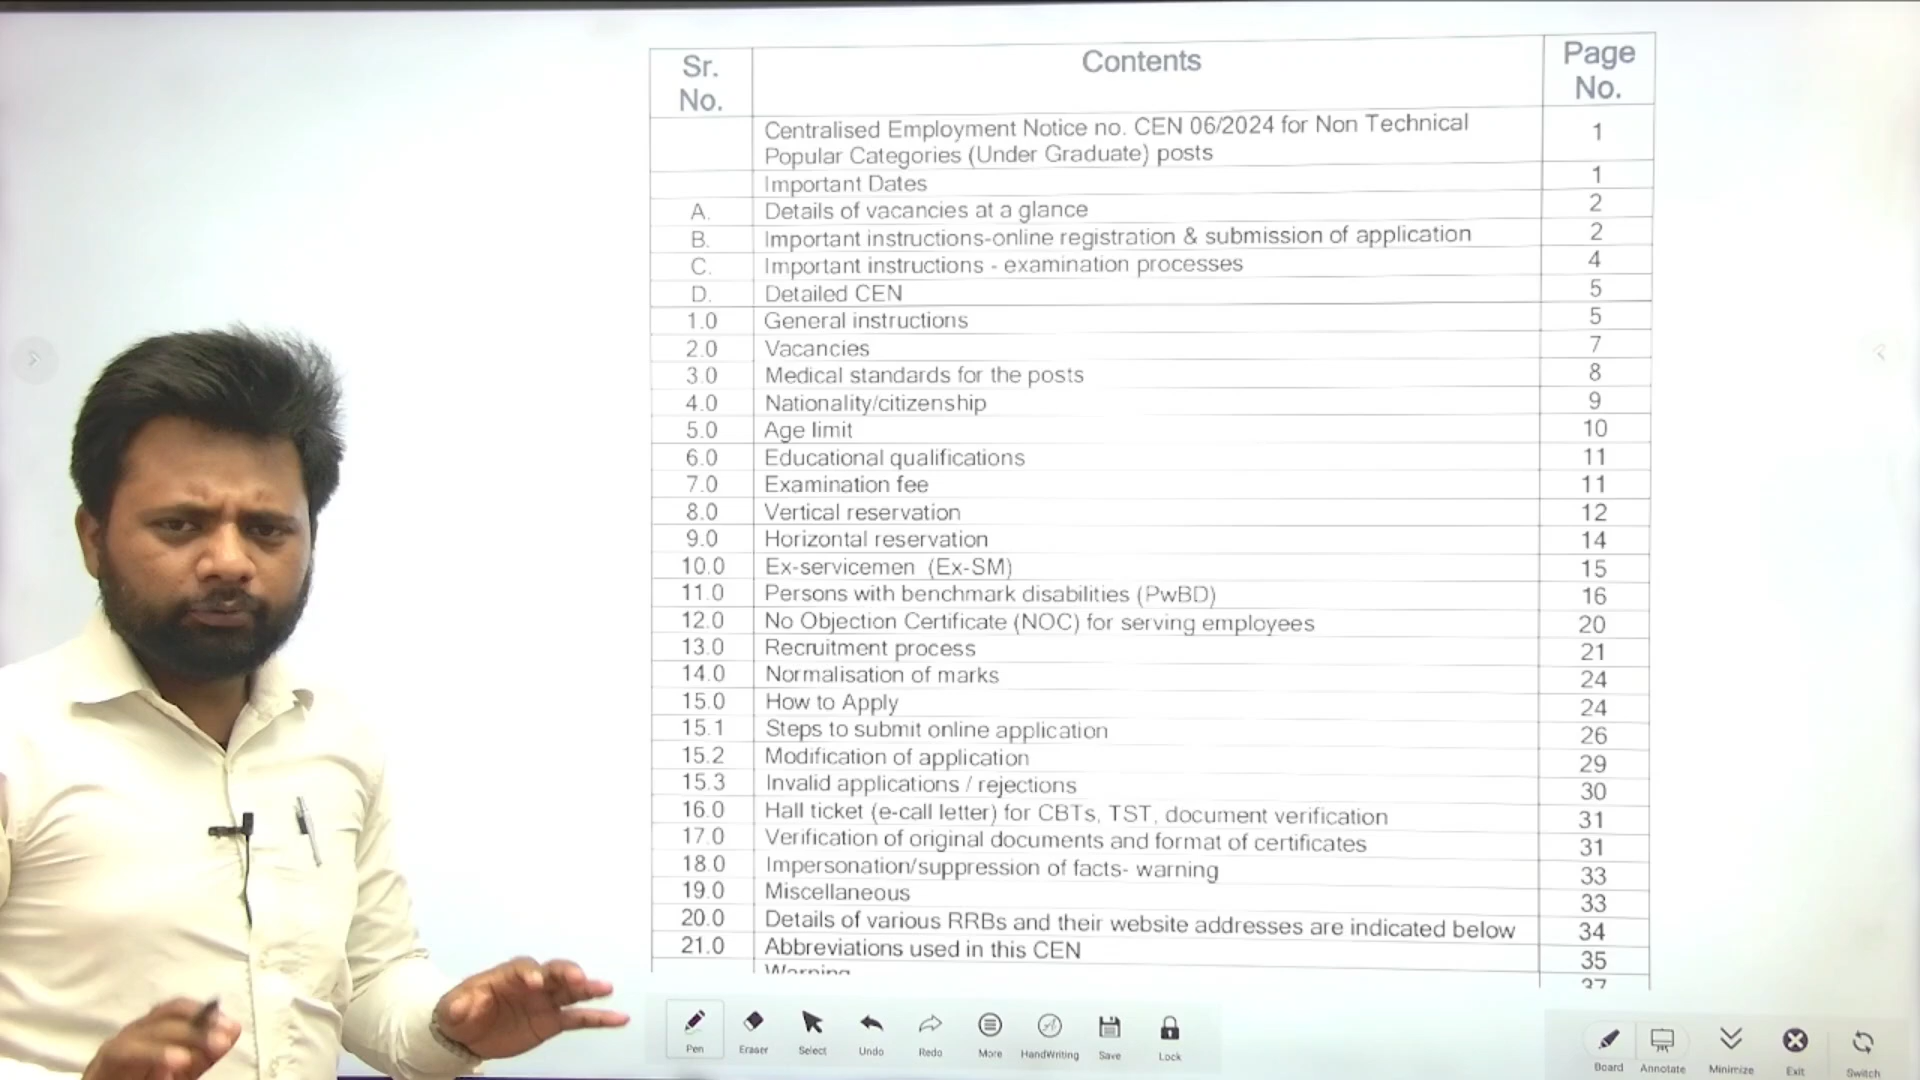 Sr. No. Contents Page No.
Centralised Employment Notice no. CEN 06/2024 for Non Technical
Popular Categories (Under Graduate) posts 1
Important Dates 1
A. Details of vacancies at a glance 2
B. Important instructions-online registration & submission of application 2
C. Important instructions - examination processes 4
D. Detailed CEN 5
1.0 General instructions 5
2.0 Vacancies 7
3.0 Medical standards for the posts 8
4.0 Nationality/citizenship 9
5.0 Age limit 10
6.0 Educational qualifications 11
7.0 Examination fee 11
8.0 Vertical reservation 12
9.0 Horizontal reservation 14
10.0 Ex-servicemen (Ex-SM) 15
11.0 Persons with benchmark disabilities (PwBD) 16
12.0 No Objection Certificate (NOC) for serving employees 20
13.0 Recruitment process 21
14.0 Normalisation of marks 24
15.0 How to Apply 24
15.1 Steps to submit online application 26
15.2 Modification of application 29
15.3 Invalid applications / rejections 30
16.0 Hall ticket (e-call letter) for CBTs, TST, document verification 31
17.0 Verification of original documents and format of certificates 31
18.0 Impersonation/suppression of facts- warning 33
19.0 Miscellaneous 33
20.0 Details of various RRBs and their website addresses are indicated below 34
21.0 Abbreviations used in this CEN 35
Warning 37
Pen Eraser Select Undo Redo More HandWriting Save Lock Board Annotate Minimize Exit Switch